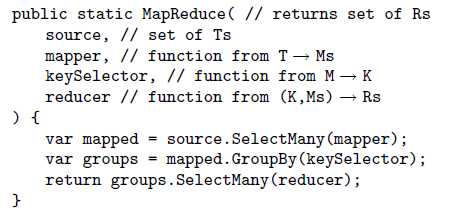 public static MapReduce( // returns set of Rs
    source, // set of Ts
    mapper, // function from T → Ms
    keySelector, // function from M → K
    reducer // function from (K,Ms) → Rs
) {
    var mapped = source.SelectMany(mapper);
    var groups = mapped.GroupBy(keySelector);
    return groups.SelectMany(reducer);
}